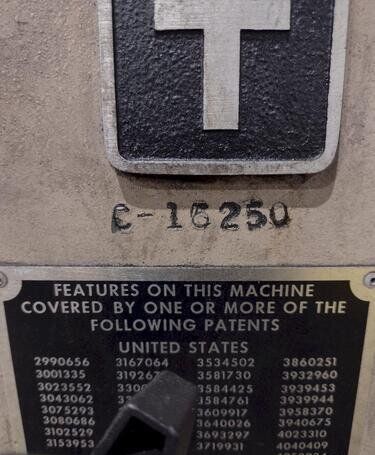 T
C-16250
FEATURES ON THIS MACHINE
COVERED BY ONE OR MORE OF THE
FOLLOWING PATENTS
UNITED STATES
2990656 3167064 3534502 3860251
3001335 3581730 3932960
3023552 3584425 3939453
3043062 3584761 3939944
3075293 3609917 3958370
3080686 3640026 3940675
3102529 3693297 4023310
3153953 3719931 4040409